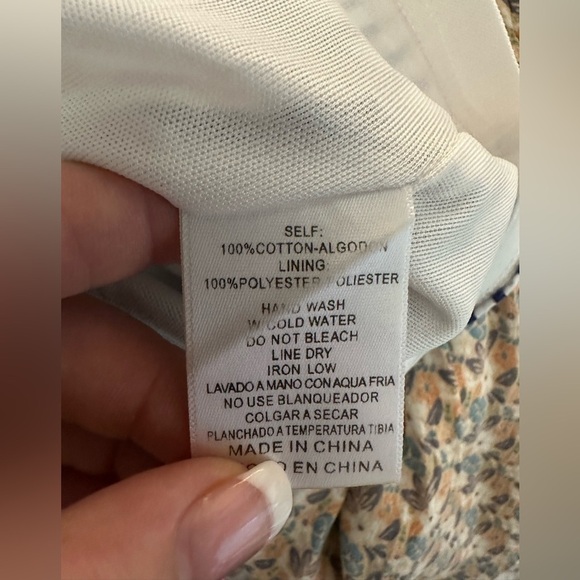 SELF:
100%COTTON-ALGODON
LINING:
100%POLYESTER-POLIESTER
HAND WASH
W/COLD WATER
DO NOT BLEACH
LINE DRY
IRON LOW
LAVADO A MANO CON AQUA FRIA
NO USE BLANQUEADOR
COLGAR A SECAR
PLANCHADO A TEMPERATURA TIBIA
MADE IN CHINA
EN CHINA